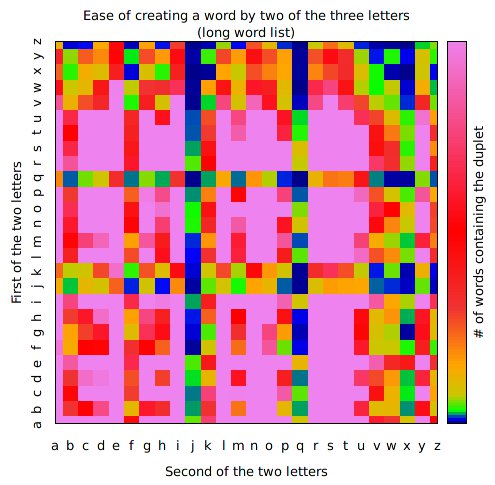 Ease of creating a word by two of the three letters
(long word list)
First of the two letters
z
y
x
w
v
u
t
s
r
q
p
o
n
m
l
k
j
i
h
g
f
e
d
c
b
a
a b c d e f g h i j k l m n o p q r s t u v w x y z
Second of the two letters
# of words containing the duplet